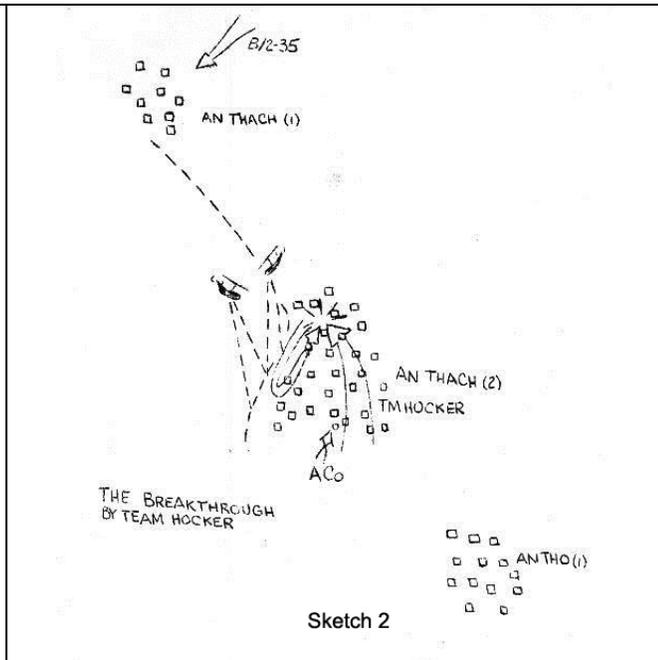 B/2-35
AN THACH (1)
AN THACH (2)
TM HOCKER
A Co
THE BREAKTHROUGH
BY TEAM HOCKER
AN THO (1)
Sketch 2